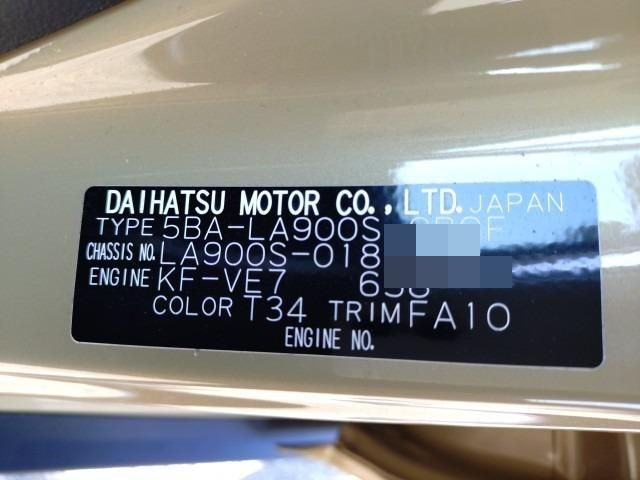 DAIHATSU MOTOR CO., LTD. JAPAN
TYPE 5BA-LA900S
CHASSIS NO. LA900S-018
ENGINE KF-VE7
COLOR T34 TRIM FA10
ENGINE NO.